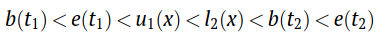 b(t₁) < e(t₁) < u₁(x) < l₂(x) < b(t₂) < e(t₂)